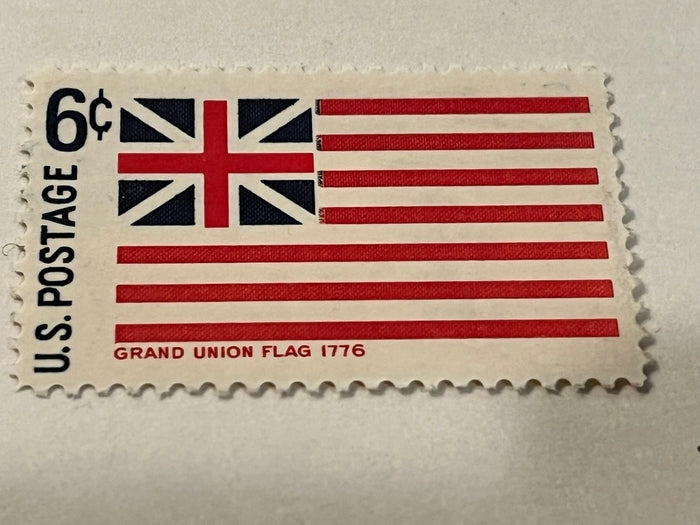 6¢
U.S. POSTAGE
GRAND UNION FLAG 1776